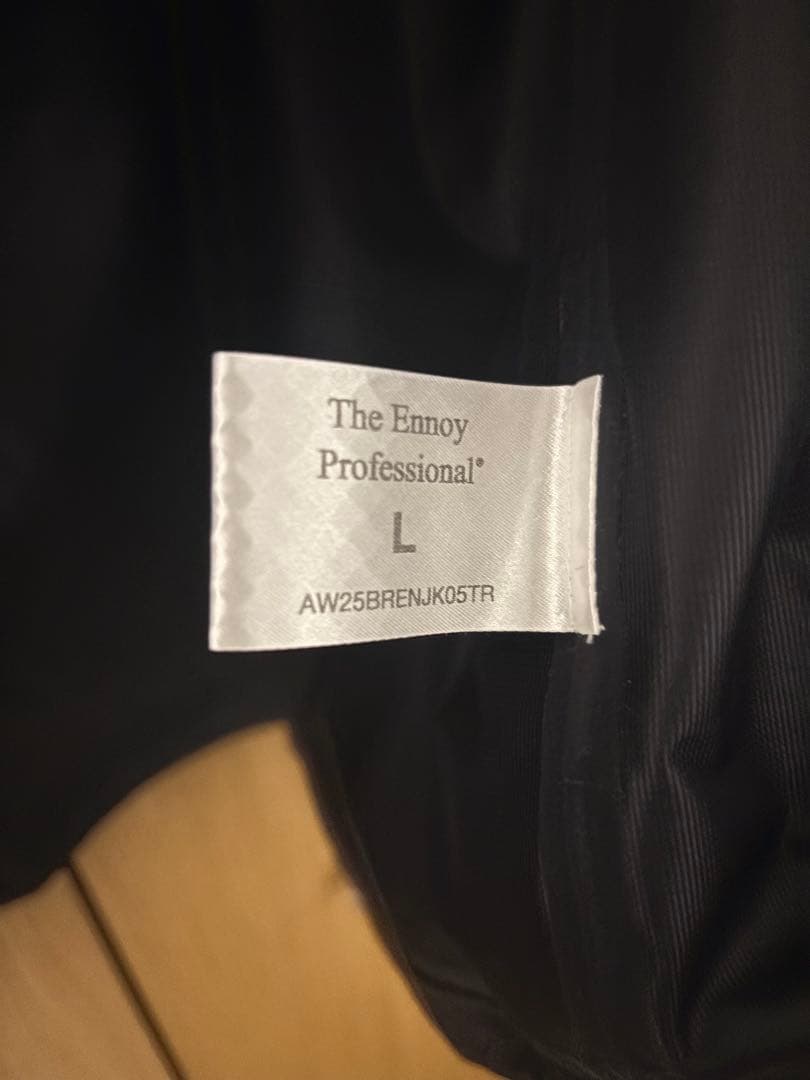 The Ennoy
Professional®
L
AW25BRENJK05TR